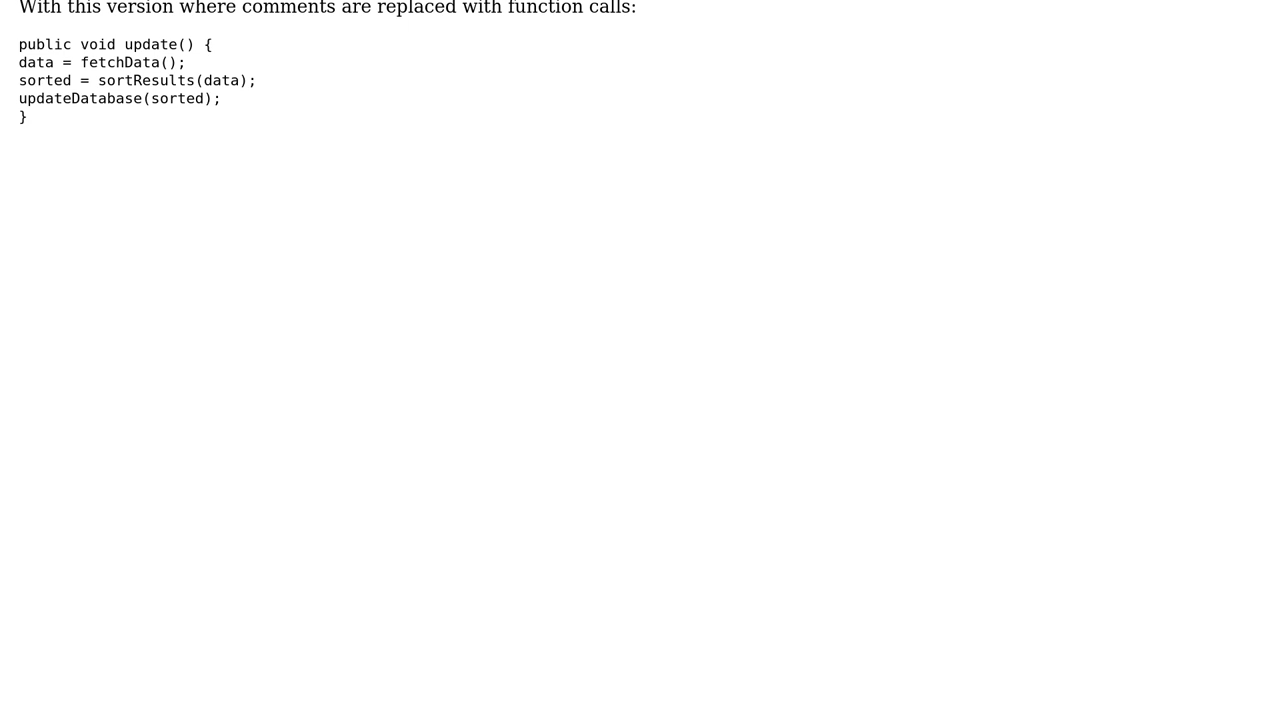 With this version where comments are replaced with function calls:
public void update() {
data = fetchData();
sorted = sortResults(data);
updateDatabase(sorted);
}